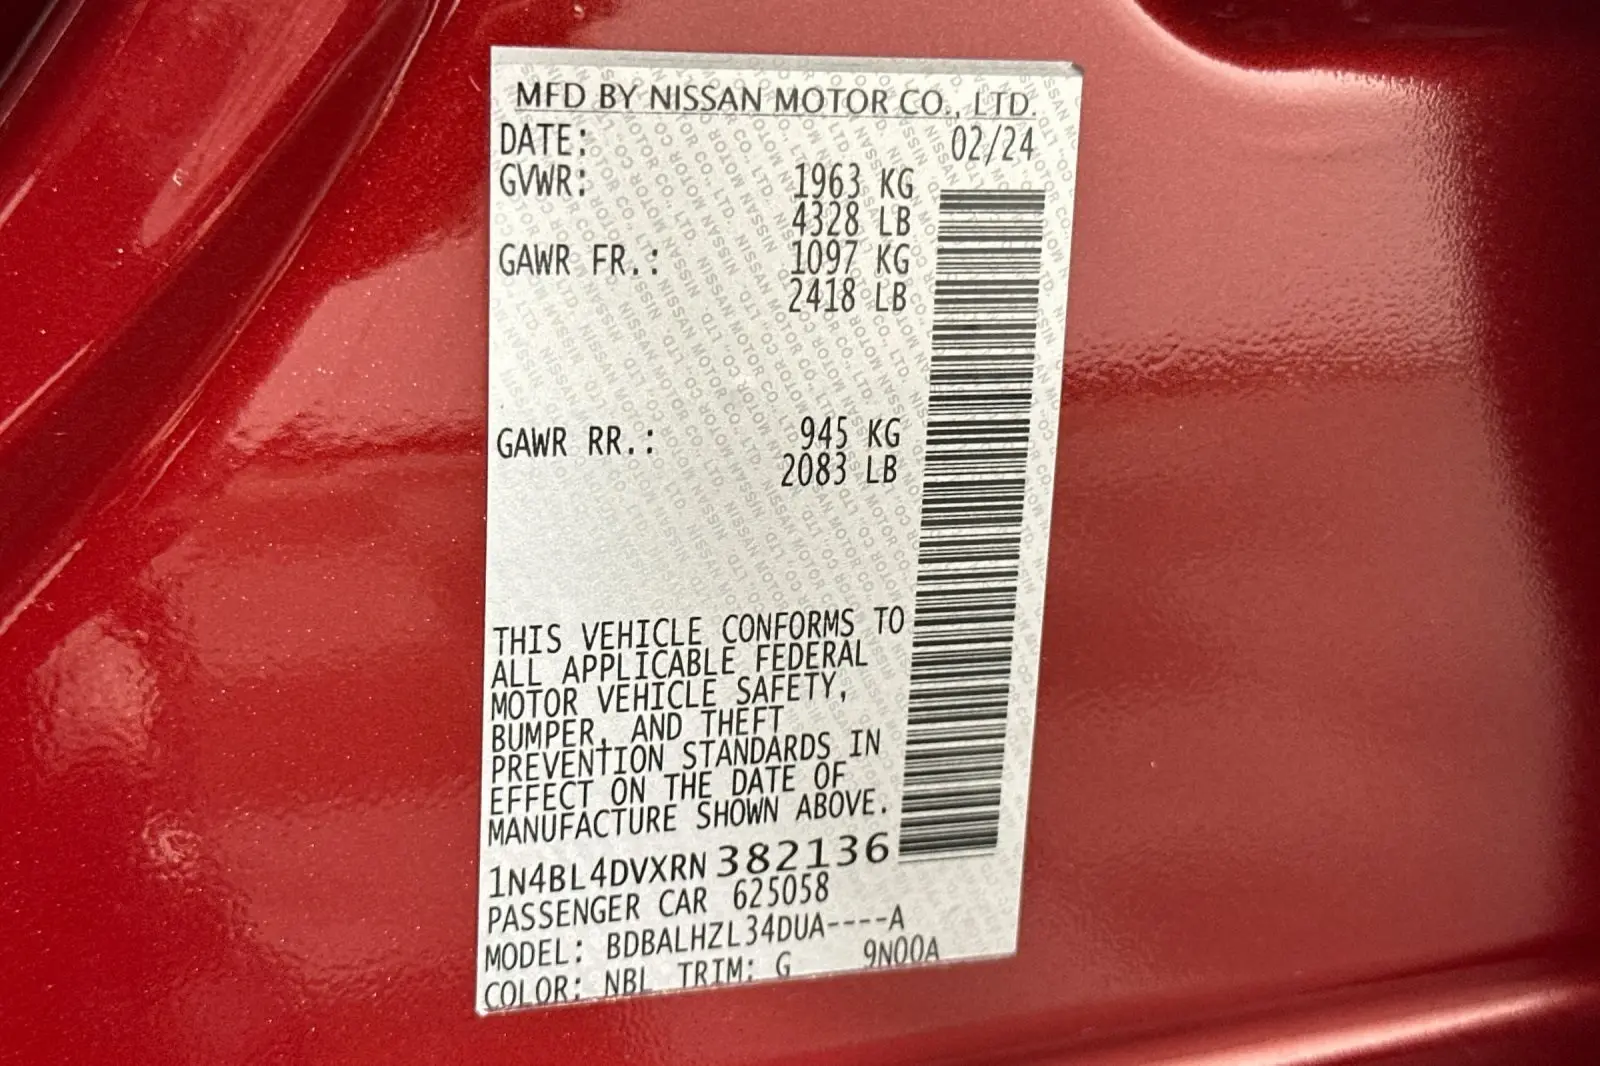 MFD BY NISSAN MOTOR CO., LTD.
DATE: 02/24
GVWR: 1963 KG
4328 LB
GAWR FR.: 1097 KG
2418 LB
GAWR RR.: 945 KG
2083 LB
THIS VEHICLE CONFORMS TO
ALL APPLICABLE FEDERAL
MOTOR VEHICLE SAFETY,
BUMPER, AND THEFT
PREVENTION STANDARDS IN
EFFECT ON THE DATE OF
MANUFACTURE SHOWN ABOVE.
1N4BL4DVXRN 382136
PASSENGER CAR 625058
MODEL: BDBALHZL34DUA----A
COLOR: NBL TRIM: G 9N00A